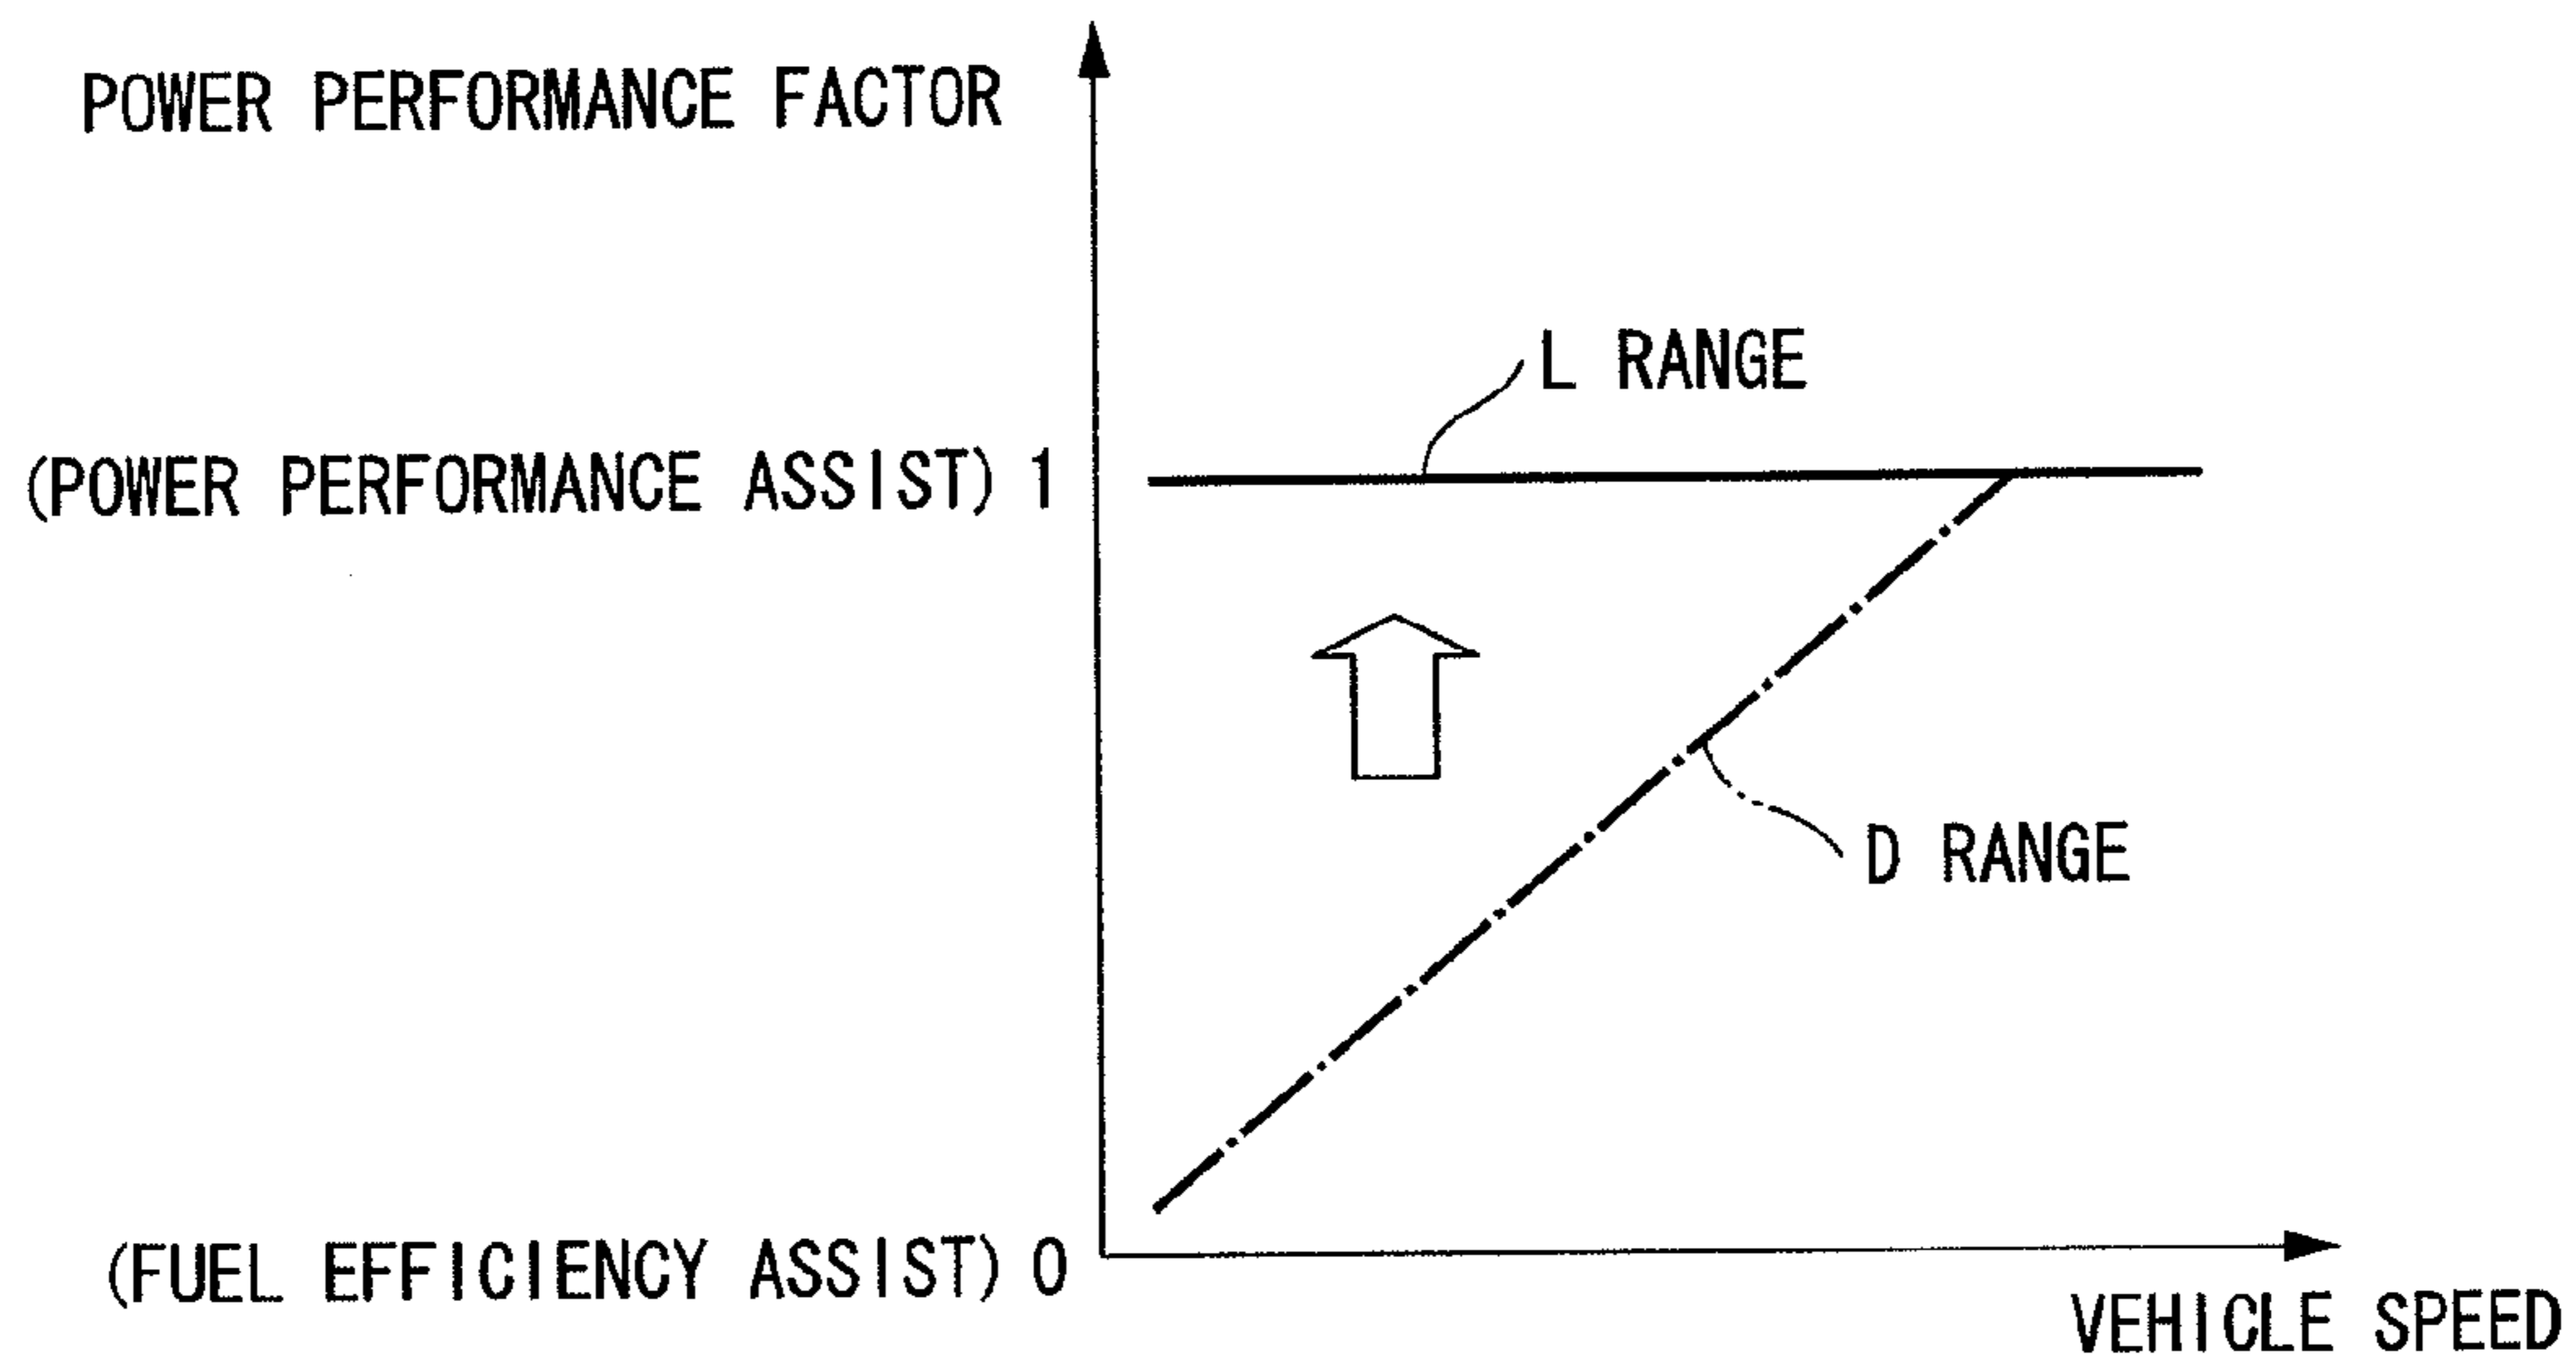 POWER PERFORMANCE FACTOR
L RANGE
(POWER PERFORMANCE ASSIST) 1
D RANGE
(FUEL EFFICIENCY ASSIST) 0
VEHICLE SPEED